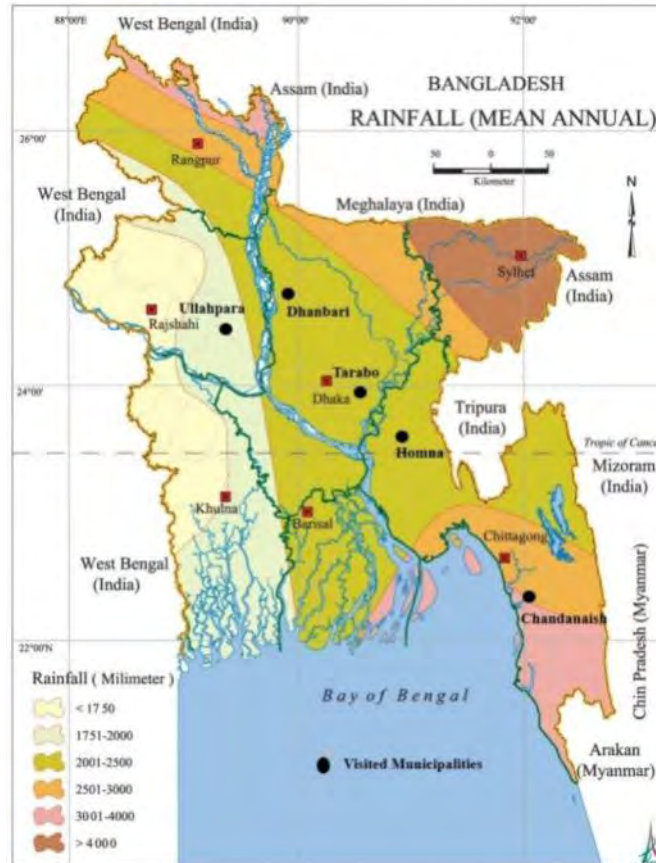 88°00'E
90°00'
92°00'
West Bengal (India)
Assam (India)
BANGLADESH
RAINFALL (MEAN ANNUAL)
26°00'
Rangpur
50 0 50
Kilometer
N
West Bengal
(India)
Meghalaya (India)
Sylhet
Assam
(India)
Ullahpara
Dhanbari
Rajshahi
24°00'
Tarabo
Dhaka
Tripura
(India)
Homna
Tropic of Cance
Mizoram
(India)
Khulna
Barisal
Chittagong
West Bengal
(India)
Chandanaish
Chin Pradesh (Myanmar)
22°00'N
Rainfall ( Milimeter )
< 1750
1751-2000
2001-2500
2501-3000
3001-4000
> 4000
Bay of Bengal
Visited Municipalities
Arakan
(Myanmar)